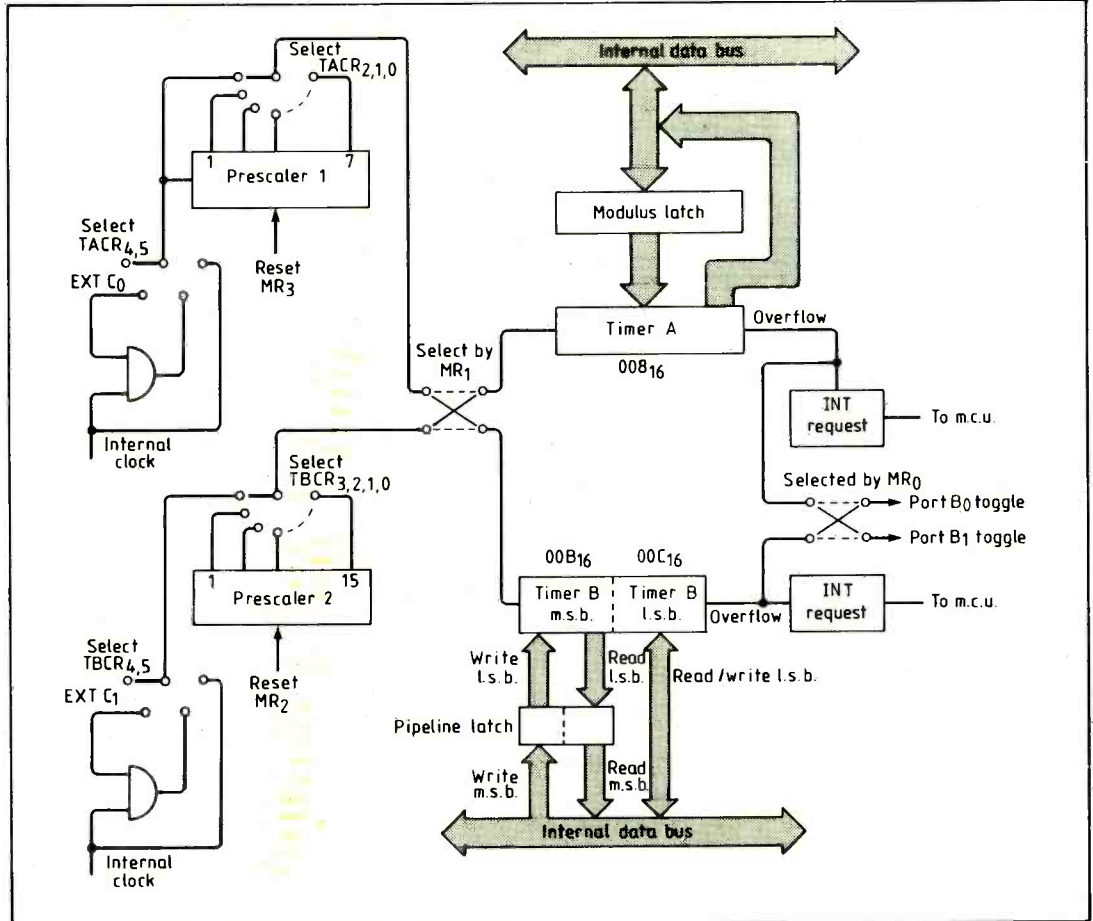 Internal data bus
Select
TACR2,1,0
1
7
Prescaler 1
Modulus latch
Select
TACR4,5
Reset
MR3
EXT C0
Overflow
Timer A
Select by
MR1
00816
INT
request
To m.c.u.
Internal
clock
Select
TBCR3,2,1,0
Selected by MR0
Port B0 toggle
Port B1 toggle
1
15
00B16
00C16
Prescaler 2
Timer B
m.s.b.
Timer B
l.s.b.
INT
request
To m.c.u.
Overflow
Select
TBCR4,5
Reset
MR2
Write
l.s.b.
Read
l.s.b.
Read/write l.s.b.
EXT C1
Pipeline latch
Write
m.s.b.
Read
m.s.b.
Internal data bus
Internal
clock